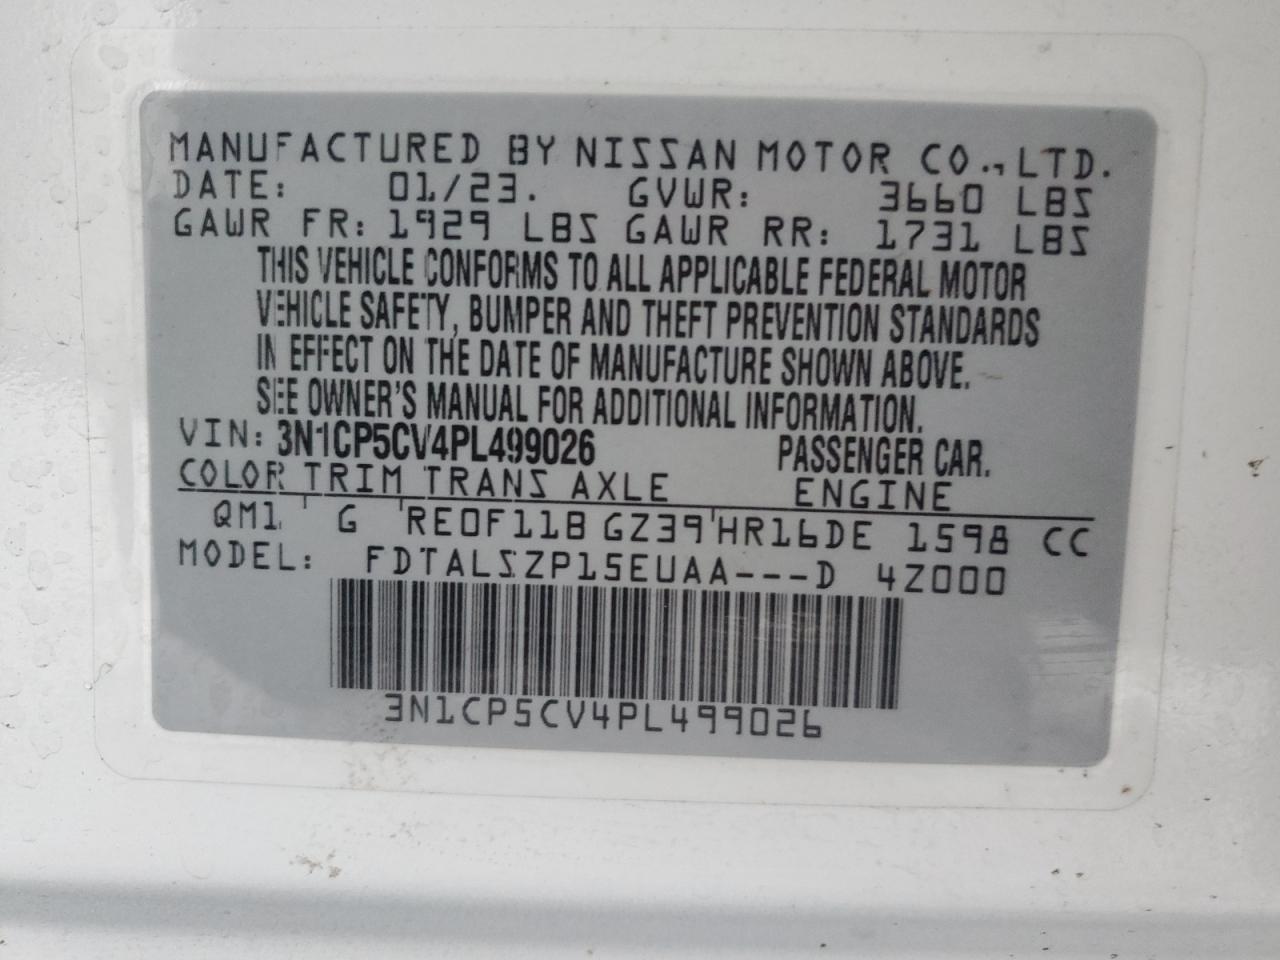 MANUFACTURED BY NISSAN MOTOR CO., LTD.
DATE: 01/23. GVWR: 3660 LBS
GAWR FR: 1929 LBS GAWR RR: 1731 LBS
THIS VEHICLE CONFORMS TO ALL APPLICABLE FEDERAL MOTOR
VEHICLE SAFETY, BUMPER AND THEFT PREVENTION STANDARDS
IN EFFECT ON THE DATE OF MANUFACTURE SHOWN ABOVE.
SEE OWNER'S MANUAL FOR ADDITIONAL INFORMATION.
VIN: 3N1CP5CV4PL499026 PASSENGER CAR.
COLOR TRIM TRANS AXLE ENGINE
QM1 G RE0F11B GZ39 HR16DE 1598 CC
MODEL: FDTALSZP15EUAA---D 4Z000
3N1CP5CV4PL499026